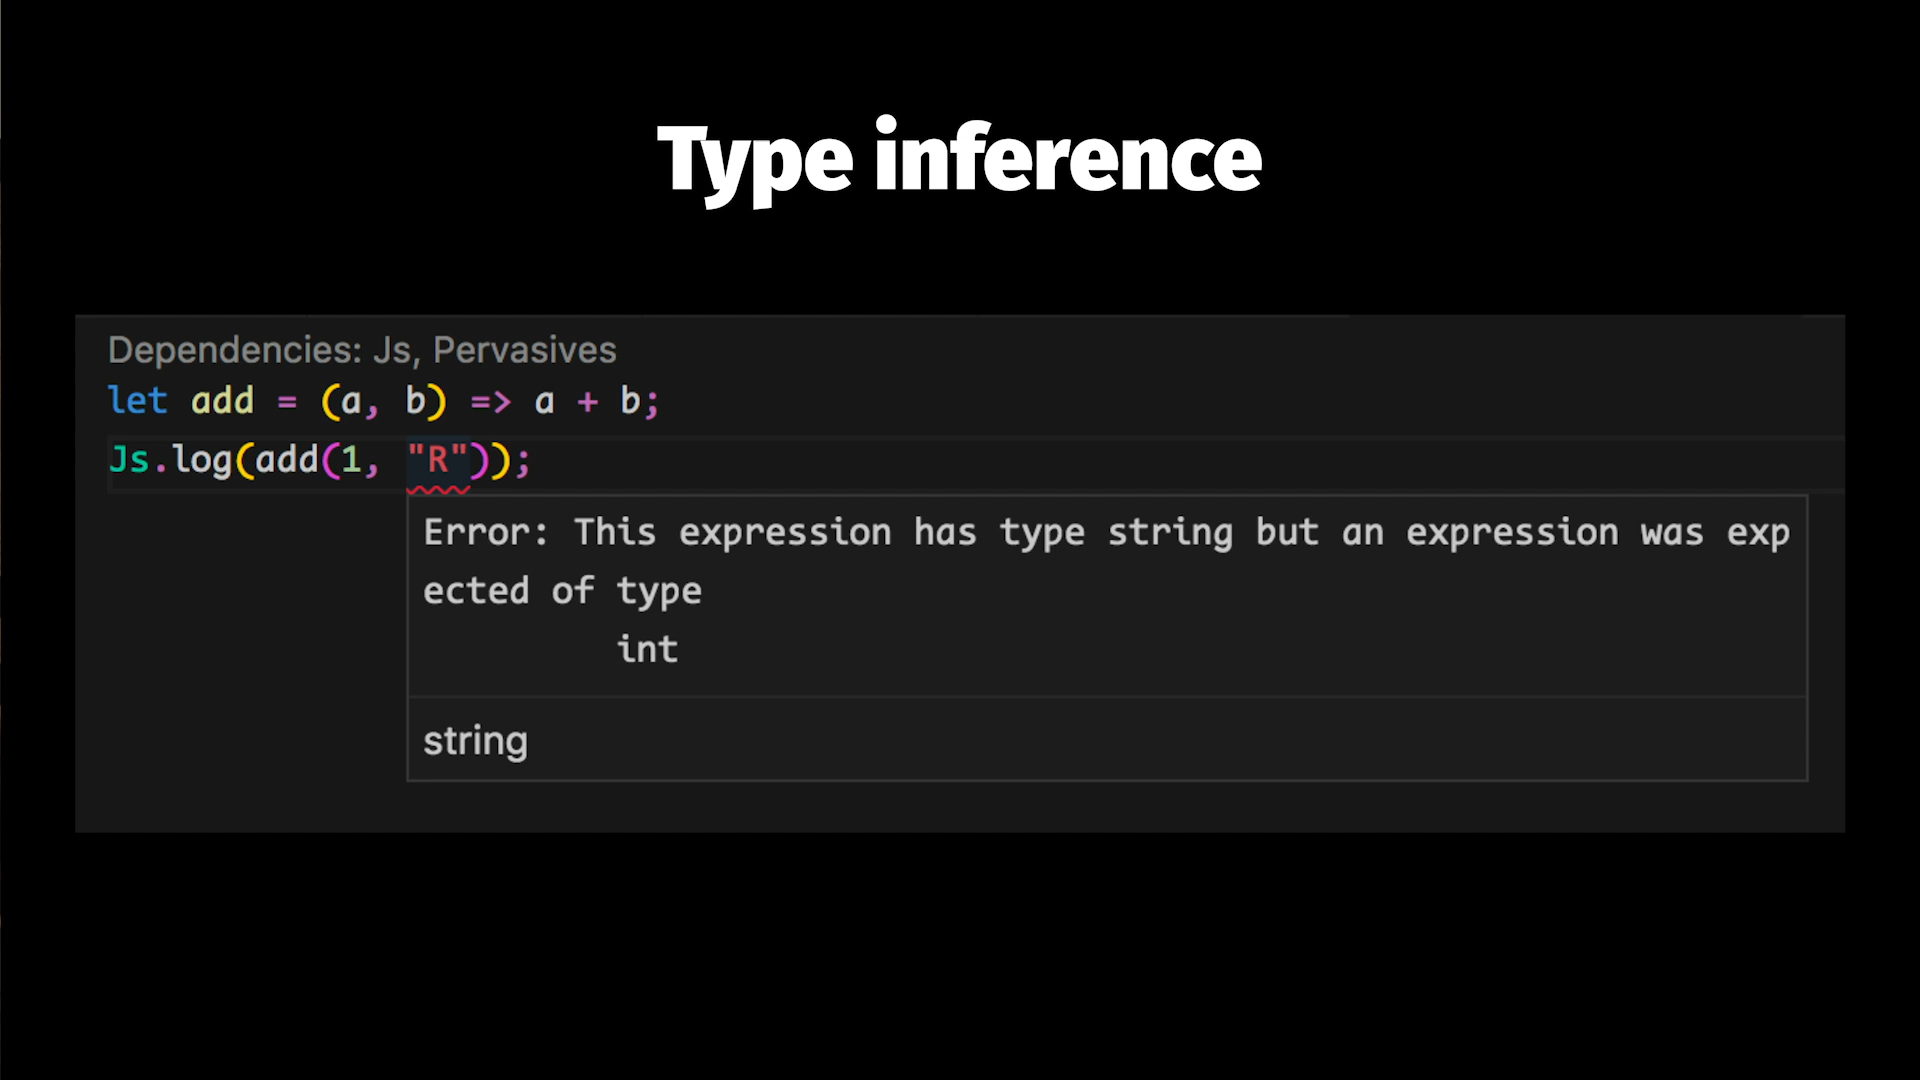 Type inference
Dependencies: Js, Pervasives
let add = (a, b) => a + b;
Js.log(add(1, "R"));
Error: This expression has type string but an expression was exp
ected of type
int
string